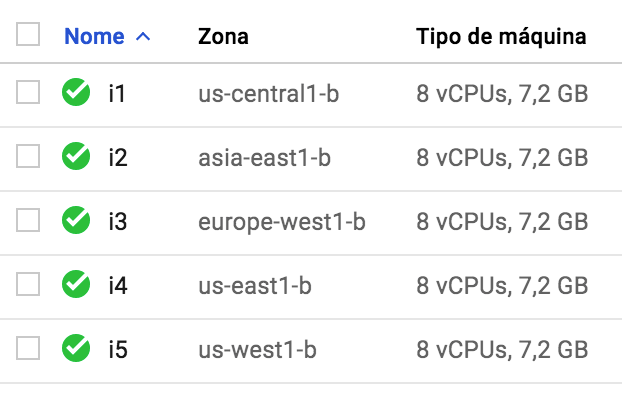 Nome Zona Tipo de máquina
i1 us-central1-b 8 vCPUs, 7,2 GB
i2 asia-east1-b 8 vCPUs, 7,2 GB
i3 europe-west1-b 8 vCPUs, 7,2 GB
i4 us-east1-b 8 vCPUs, 7,2 GB
i5 us-west1-b 8 vCPUs, 7,2 GB